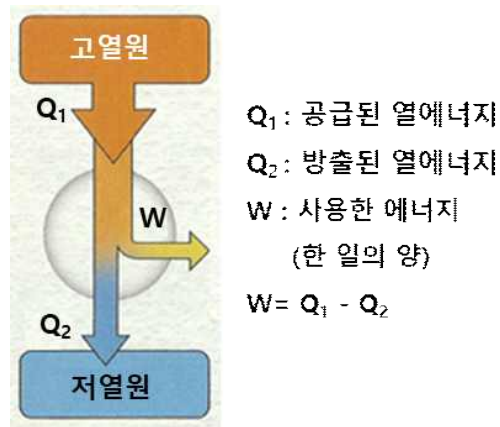 고열원
Q₁
W
Q₂
저열원
Q₁ : 공급된 열에너지
Q₂ : 방출된 열에너지
W : 사용한 에너지
(한 일의 양)
W= Q₁ - Q₂